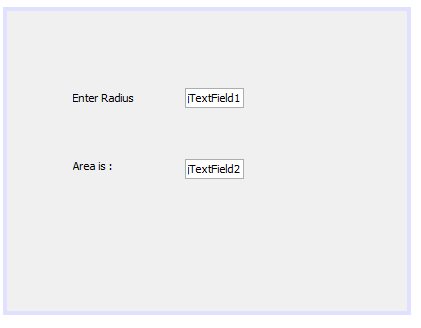 Enter Radius jTextField1
Area is : jTextField2